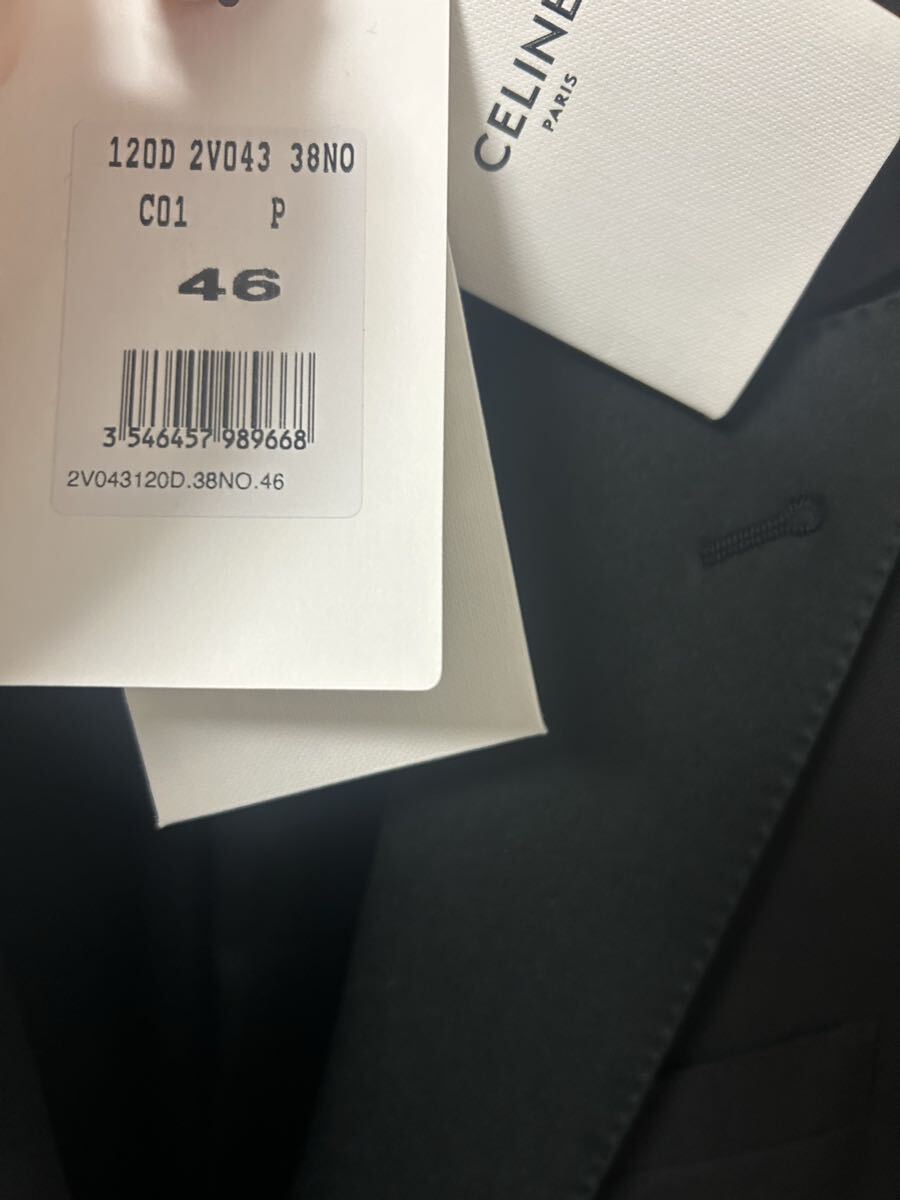 120D 2V043 38NO
C01 P
46
3 546457 989668
2V043120D.38NO.46
CELINE
PARIS